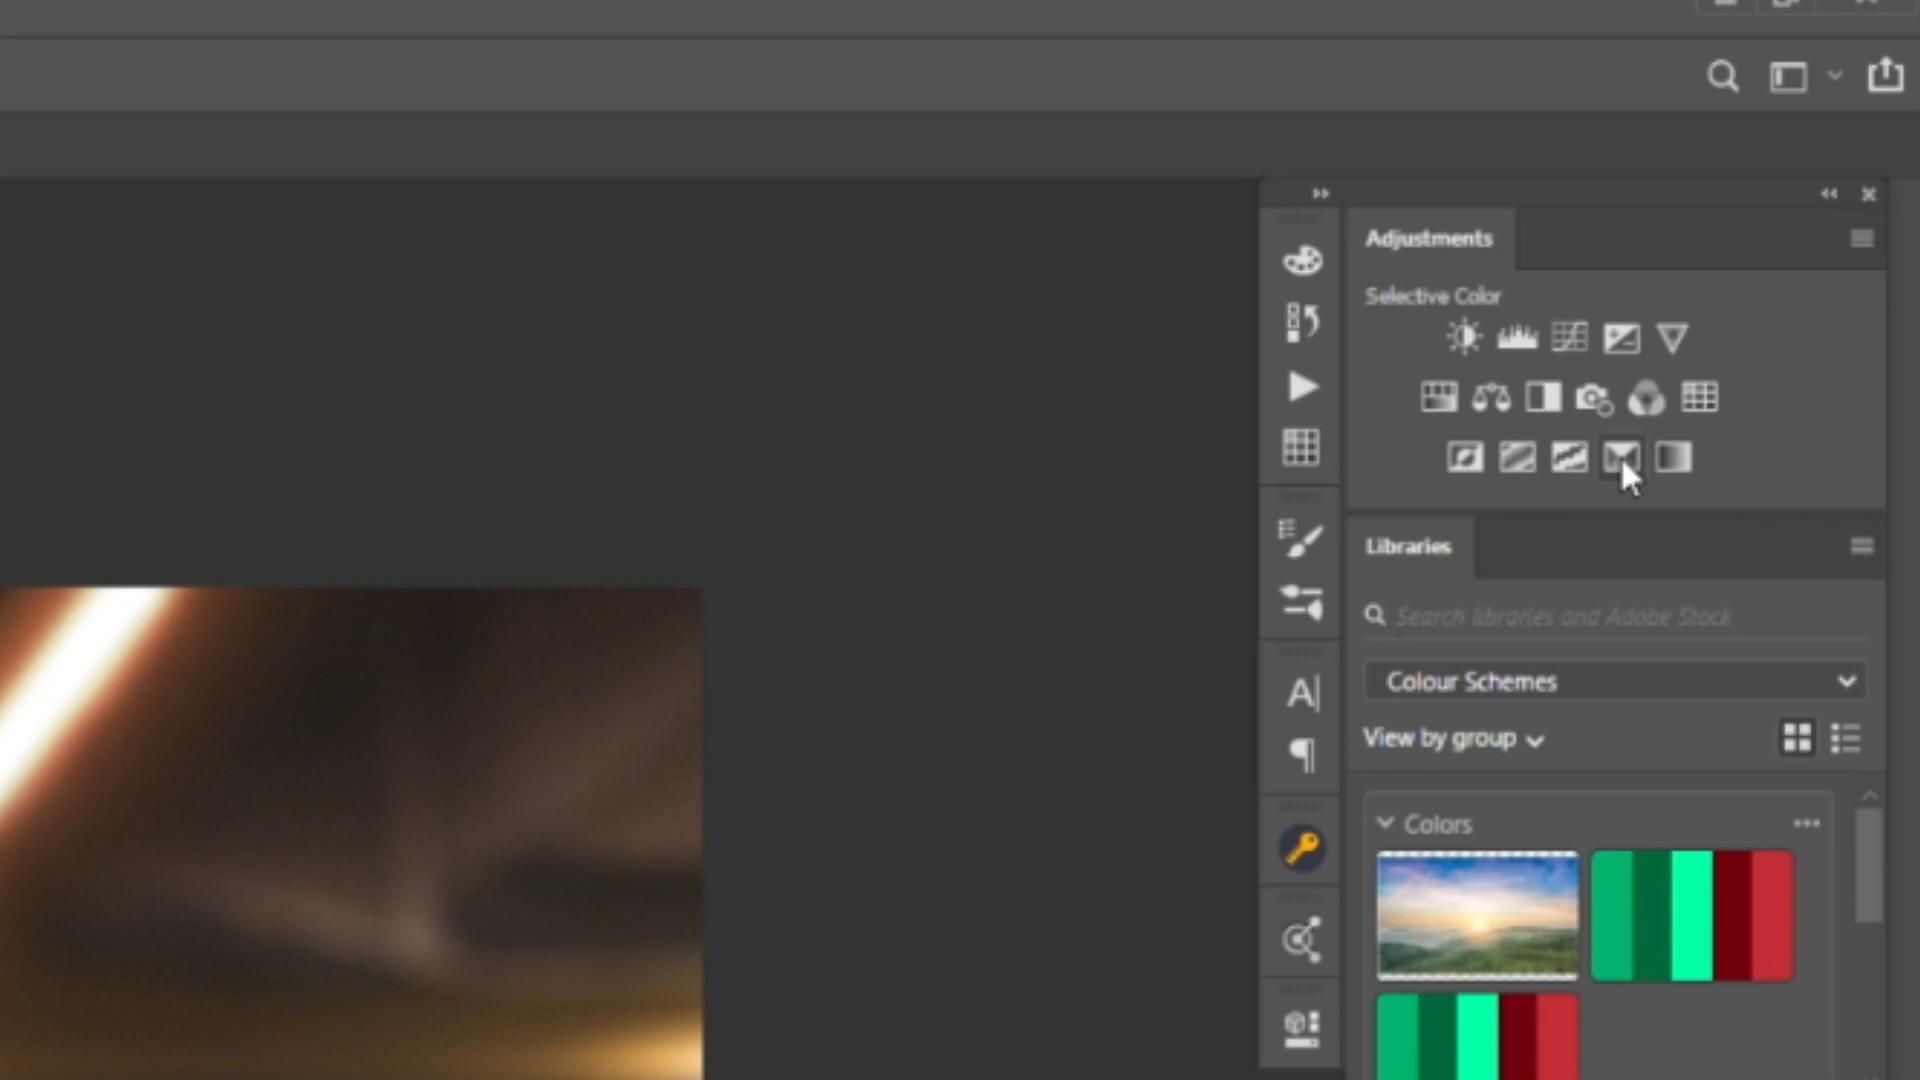 Adjustments
Selective Color
Libraries
Search libraries and Adobe Stock
Colour Schemes
View by group
Colors